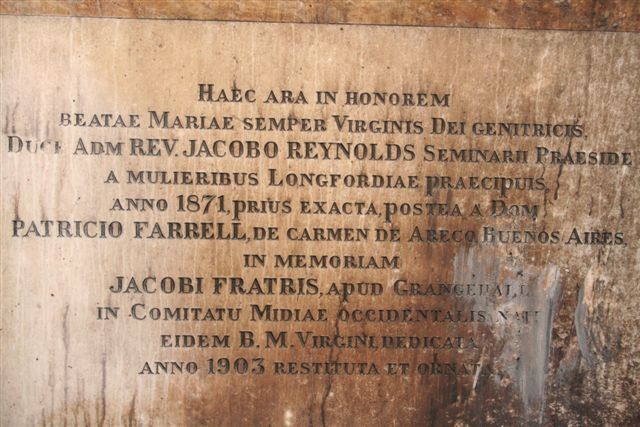 HAEC ARA IN HONOREM
BEATAE MARIAE SEMPER VIRGINIS DEI GENITRICIS,
DUCE ADM REV. JACOBO REYNOLDS SEMINARII PRAESIDE
A MULIERIBUS LONGFORDIAE PRAECIPUIS,
ANNO 1871, PRIUS EXACTA, POSTEA A DOM
PATRICIO FARRELL, DE CARMEN DE ARECO, BUENOS AIRES,
IN MEMORIAM
JACOBI FRATRIS, APUD GRANGEHALL
IN COMITATU MIDIAE OCCIDENTALIS NATI
EIDEM B. M. VIRGINI, DEDICATA
ANNO 1903 RESTITUTA ET ORNATA